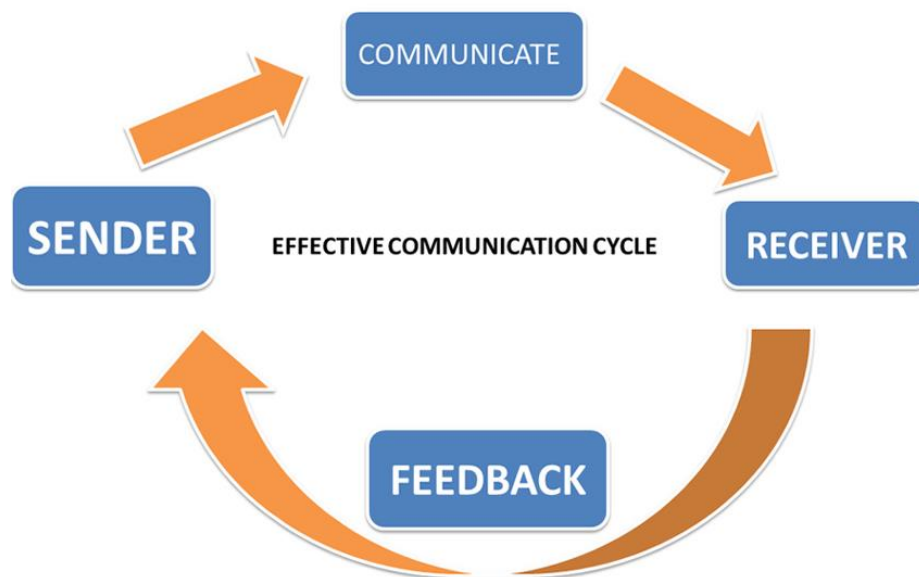 COMMUNICATE
SENDER
EFFECTIVE COMMUNICATION CYCLE
RECEIVER
FEEDBACK